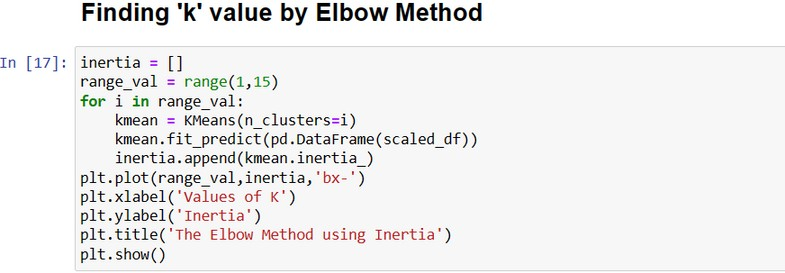 Finding 'k' value by Elbow Method
In [17]: inertia = []
range_val = range(1,15)
for i in range_val:
    kmean = KMeans(n_clusters=i)
    kmean.fit_predict(pd.DataFrame(scaled_df))
    inertia.append(kmean.inertia_)
plt.plot(range_val,inertia,'bx-')
plt.xlabel('Values of K')
plt.ylabel('Inertia')
plt.title('The Elbow Method using Inertia')
plt.show()